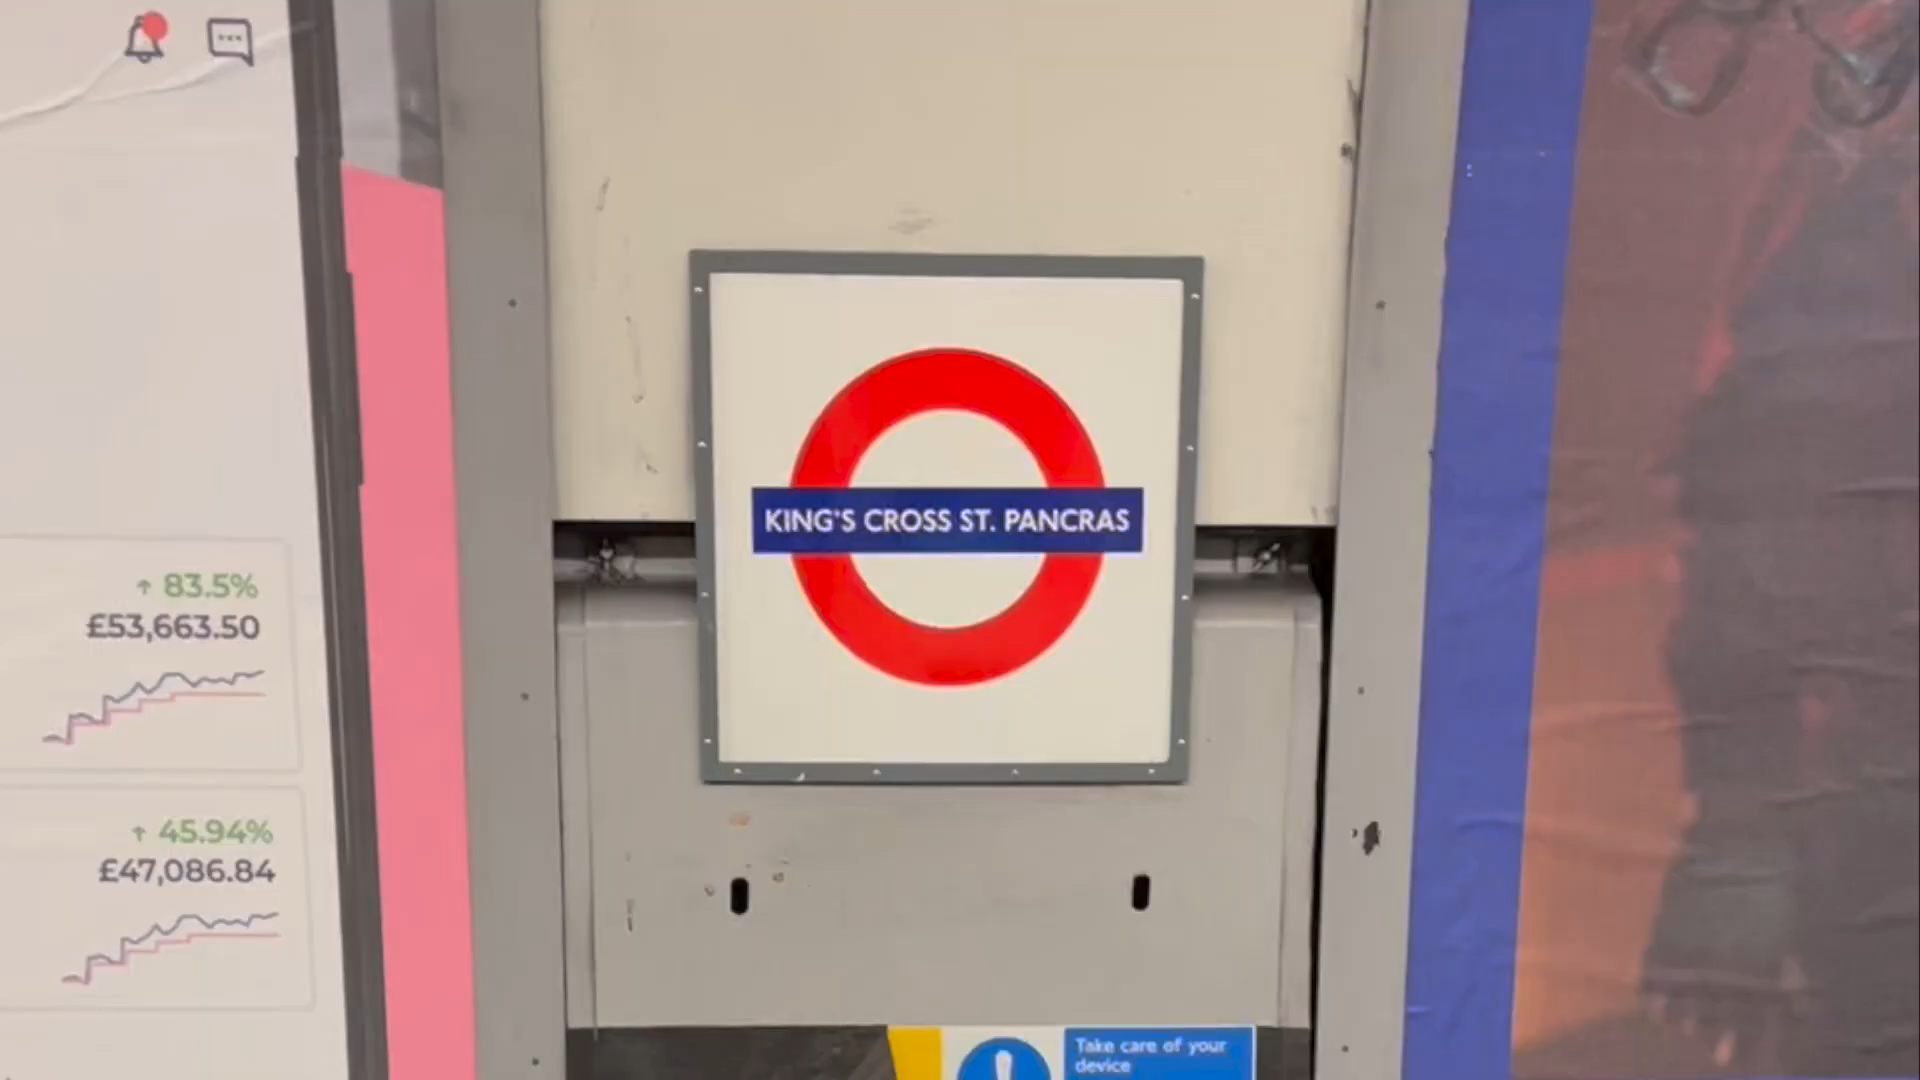 ↑ 83.5%
£53,663.50
↑ 45.94%
£47,086.84
KING'S CROSS ST. PANCRAS
Take care of your
device